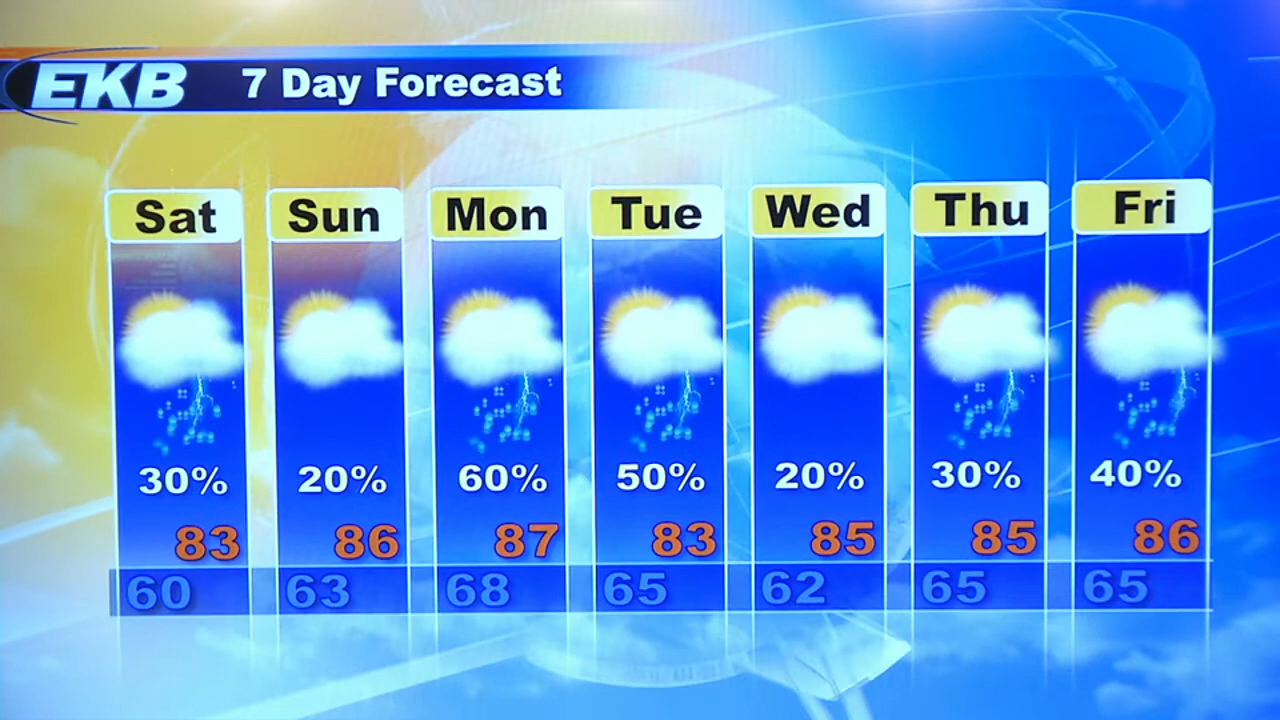 EKB 7 Day Forecast
Sat Sun Mon Tue Wed Thu Fri
30% 20% 60% 50% 20% 30% 40%
83 86 87 83 85 85 86
60 63 68 65 62 65 65